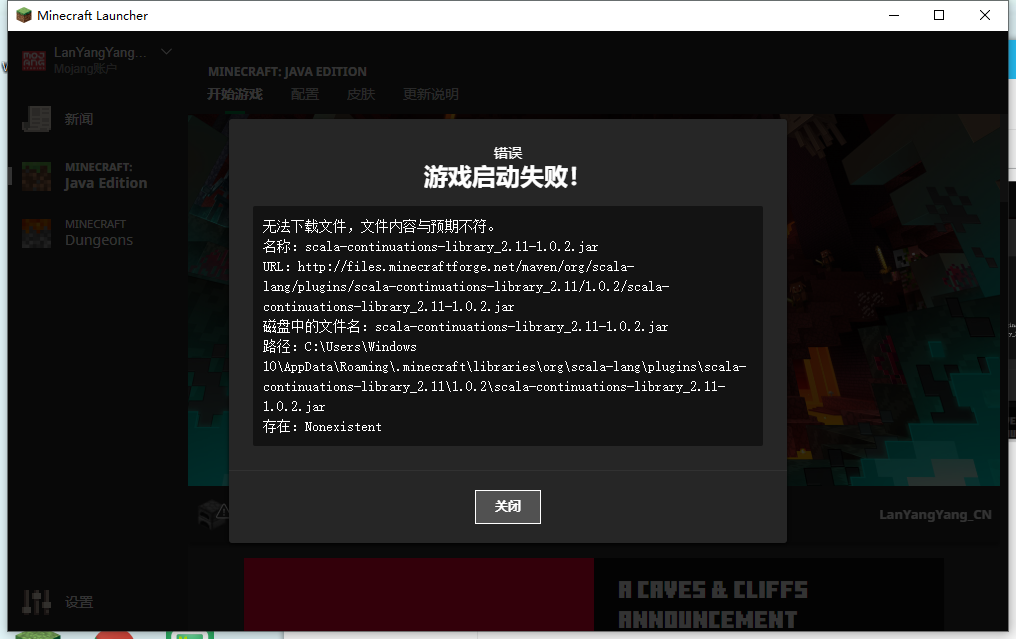 Minecraft Launcher
LanYangYang...
Mojang账户
MINECRAFT: JAVA EDITION
开始游戏 配置 皮肤 更新说明
新闻
MINECRAFT:
Java Edition
MINECRAFT
Dungeons
错误
游戏启动失败!
无法下载文件，文件内容与预期不符。
名称：scala-continuations-library_2.11-1.0.2.jar
URL：http://files.minecraftforge.net/maven/org/scala-
lang/plugins/scala-continuations-library_2.11/1.0.2/scala-
continuations-library_2.11-1.0.2.jar
磁盘中的文件名：scala-continuations-library_2.11-1.0.2.jar
路径：C:\Users\Windows
10\AppData\Roaming\.minecraft\libraries\org\scala-lang\plugins\scala-
continuations-library_2.11\1.0.2\scala-continuations-library_2.11-
1.0.2.jar
存在：Nonexistent
关闭
LanYangYang_CN
A CAVES & CLIFFS
ANNOUNCEMENT
设置